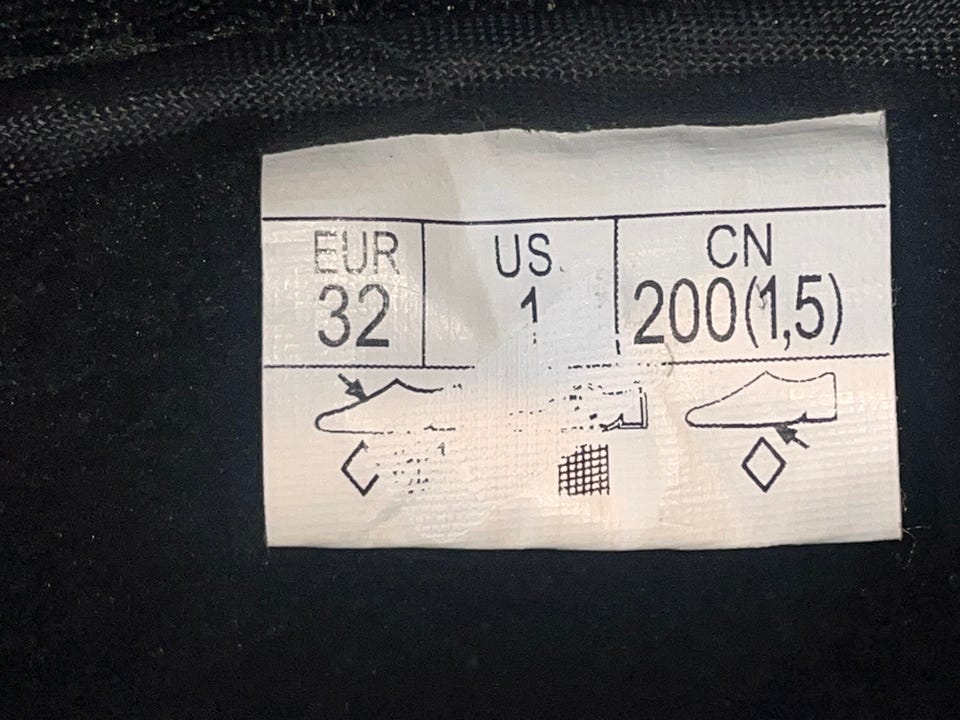 EUR US CN
32 1 200(1,5)